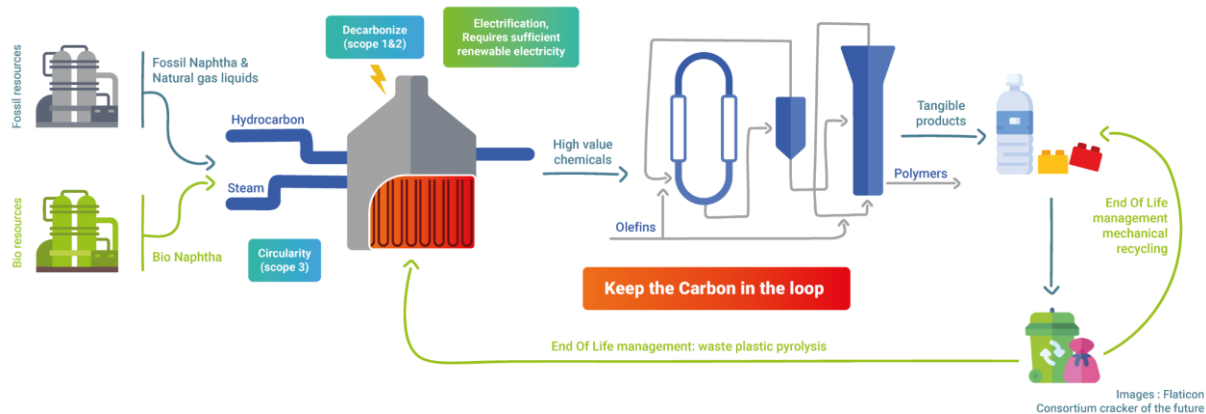 Fossil resources
Fossil Naphtha &
Natural gas liquids
Decarbonize
(scope 1&2)
Electrification,
Requires sufficient
renewable electricity
Hydrocarbon
Steam
High value
chemicals
Tangible
products
Polymers
Olefins
Bio resources
Bio Naphtha
Circularity
(scope 3)
End Of Life
management
mechanical
recycling
Keep the Carbon in the loop
End Of Life management: waste plastic pyrolysis
Images : Flaticon
Consortium cracker of the future